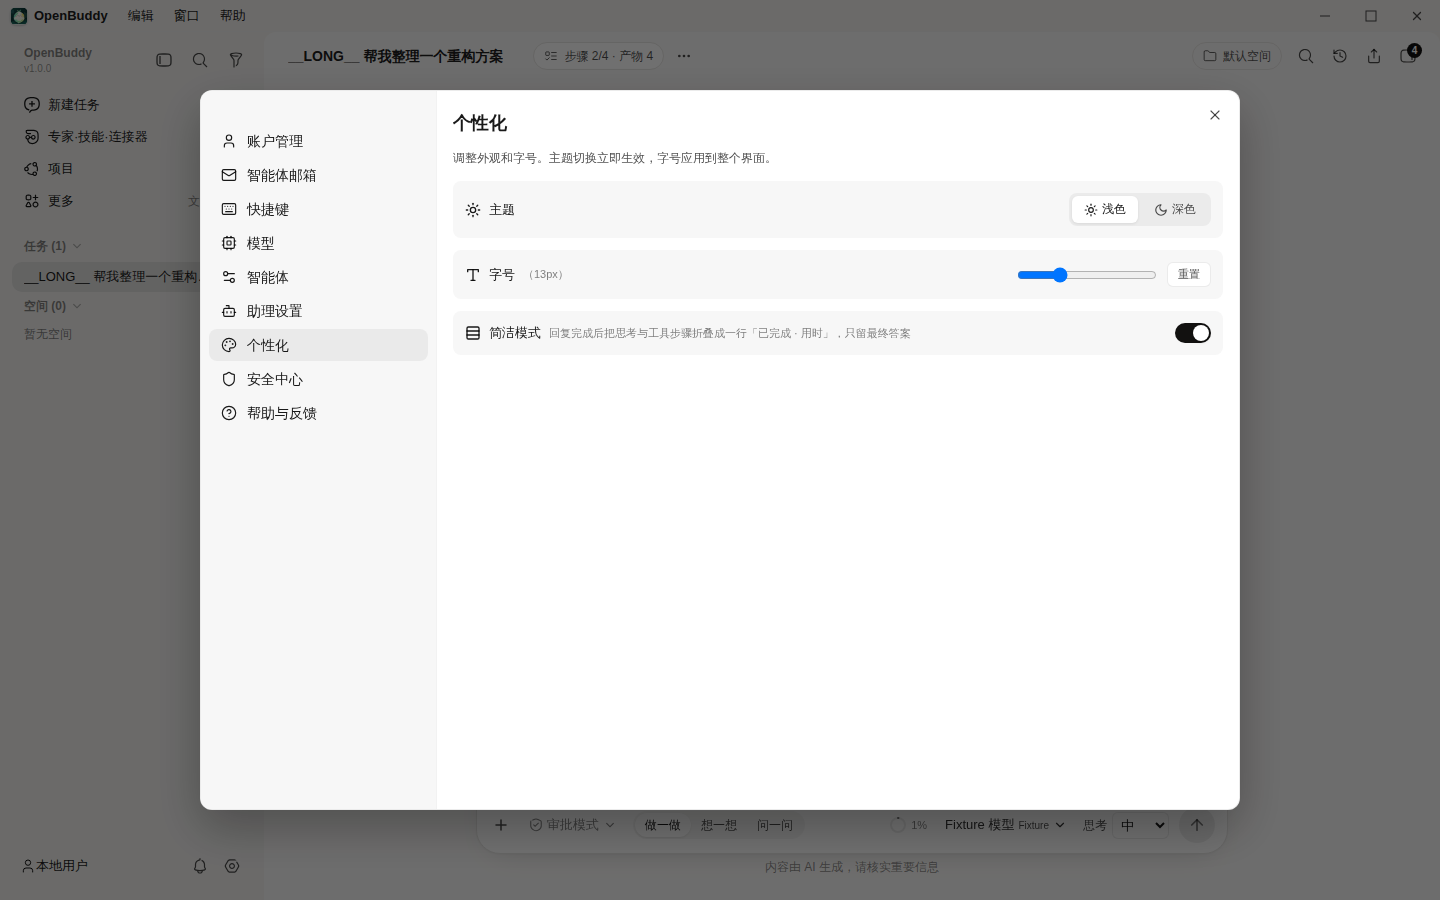 OpenBuddy 编辑 窗口 帮助
OpenBuddy
v1.0.0
__LONG__ 帮我整理一个重构方案
步骤 2/4 · 产物 4
默认空间
4
新建任务
专家·技能·连接器
项目
更多
文
任务 (1)
__LONG__ 帮我整理一个重构
空间 (0)
暂无空间
本地用户
账户管理
智能体邮箱
快捷键
模型
智能体
助理设置
个性化
安全中心
帮助与反馈
个性化
调整外观和字号。主题切换立即生效，字号应用到整个界面。
主题
浅色
深色
字号 （13px）
重置
简洁模式 回复完成后把思考与工具步骤折叠成一行「已完成 · 用时」，只留最终答案
审批模式
做一做 想一想 问一问
1%
Fixture 模型 Fixture
思考 中
内容由 AI 生成，请核实重要信息